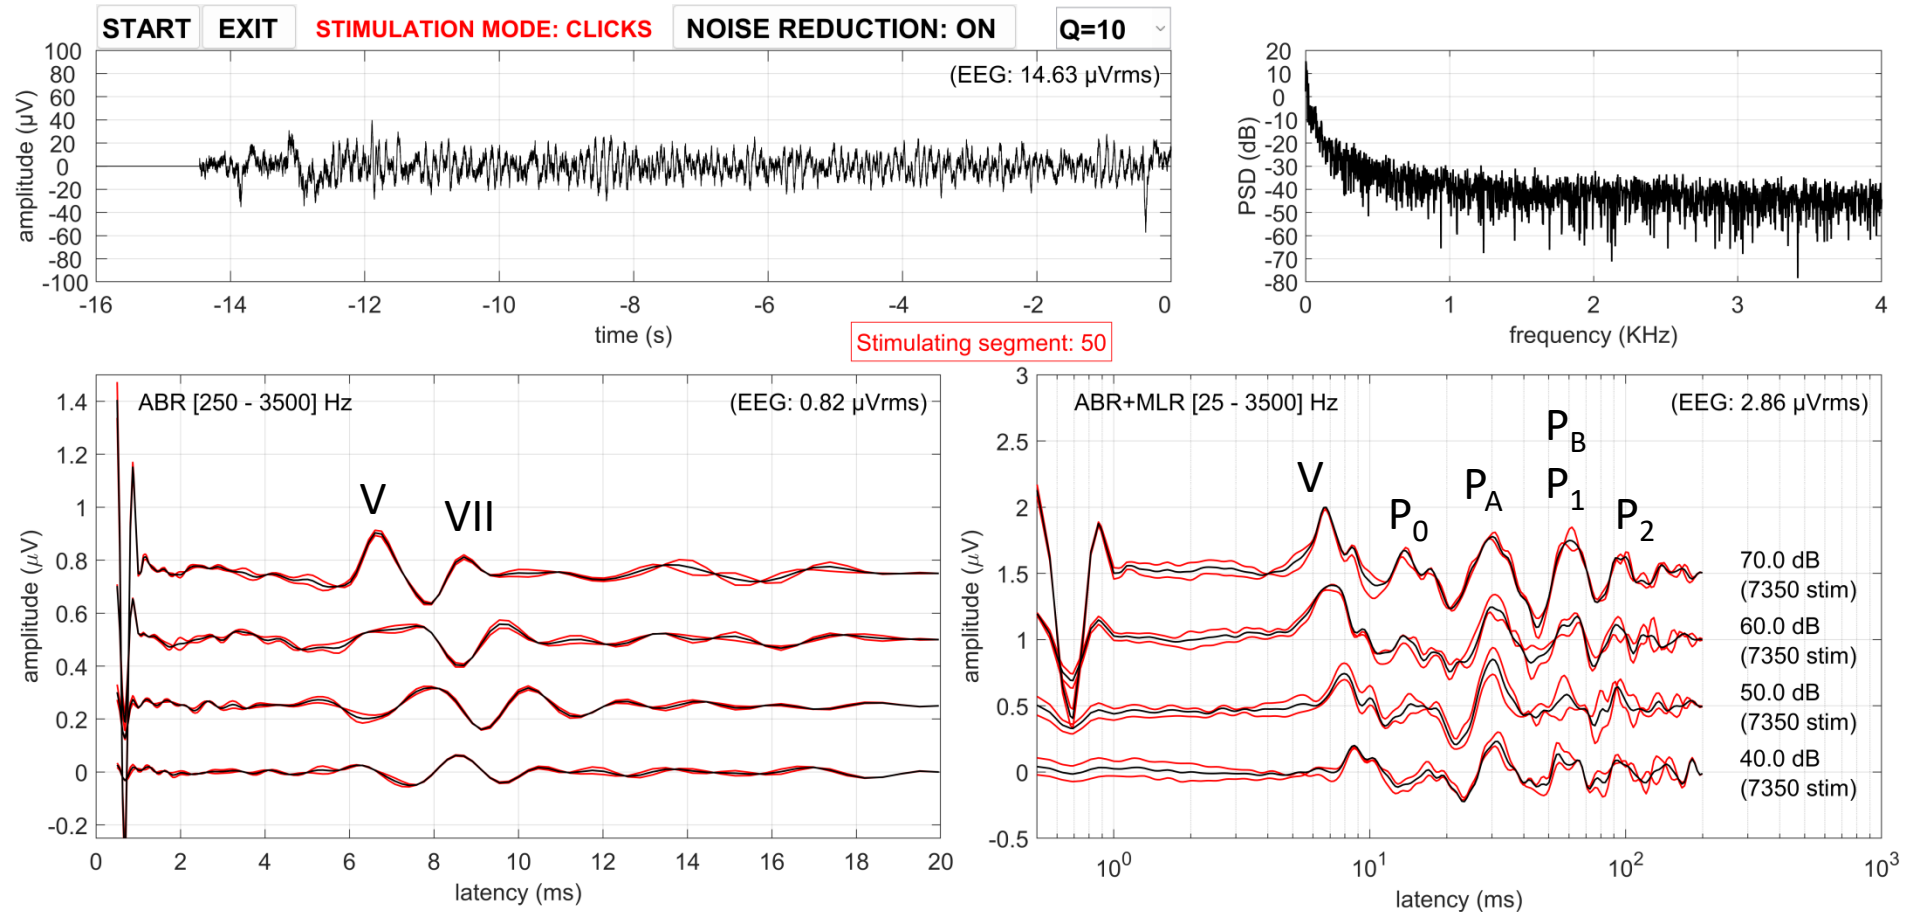 START EXIT STIMULATION MODE: CLICKS NOISE REDUCTION: ON Q=10
(EEG: 14.63 µVrms)
amplitude (µV)
100
80
60
40
20
0
-20
-40
-60
-80
-100
-16 -14 -12 -10 -8 -6 -4 -2 0
time (s)
PSD (dB)
20
10
0
-10
-20
-30
-40
-50
-60
-70
-80
0 1 2 3 4
frequency (KHz)
Stimulating segment: 50
ABR [250 - 3500] Hz (EEG: 0.82 µVrms)
amplitude (µV)
1.4
1.2
1
0.8
0.6
0.4
0.2
0
-0.2
V VII
0 2 4 6 8 10 12 14 16 18 20
latency (ms)
ABR+MLR [25 - 3500] Hz (EEG: 2.86 µVrms)
amplitude (µV)
3
2.5
2
1.5
1
0.5
0
-0.5
P_B
V P_0 P_A P_1 P_2
70.0 dB
(7350 stim)
60.0 dB
(7350 stim)
50.0 dB
(7350 stim)
40.0 dB
(7350 stim)
10^0 10^1 10^2 10^3
latency (ms)